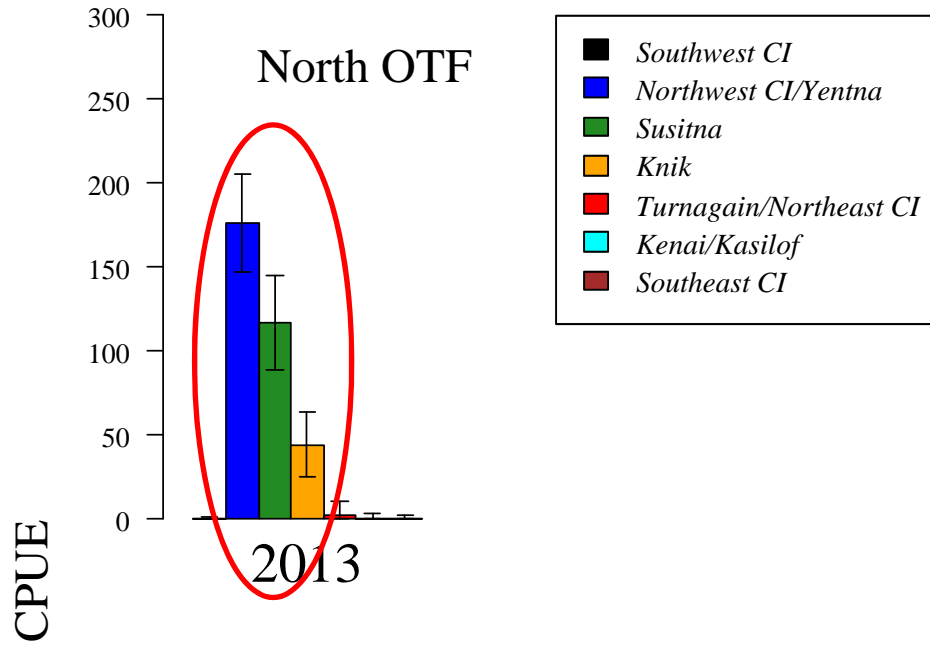 North OTF
300
250
200
150
100
50
0
CPUE
2013
Southwest CI
Northwest CI/Yentna
Susitna
Knik
Turnagain/Northeast CI
Kenai/Kasilof
Southeast CI